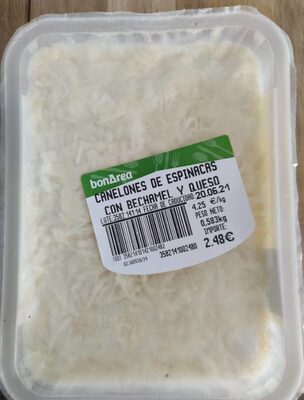 bonÀrea
CANELONES DE ESPINACAS
CON BECHAMEL Y QUESO
FECHA DE CADUCIDAD 20.06.21
4.25 €/kg
PESO NETO:
0.583kg
IMPORTE:
2.48€